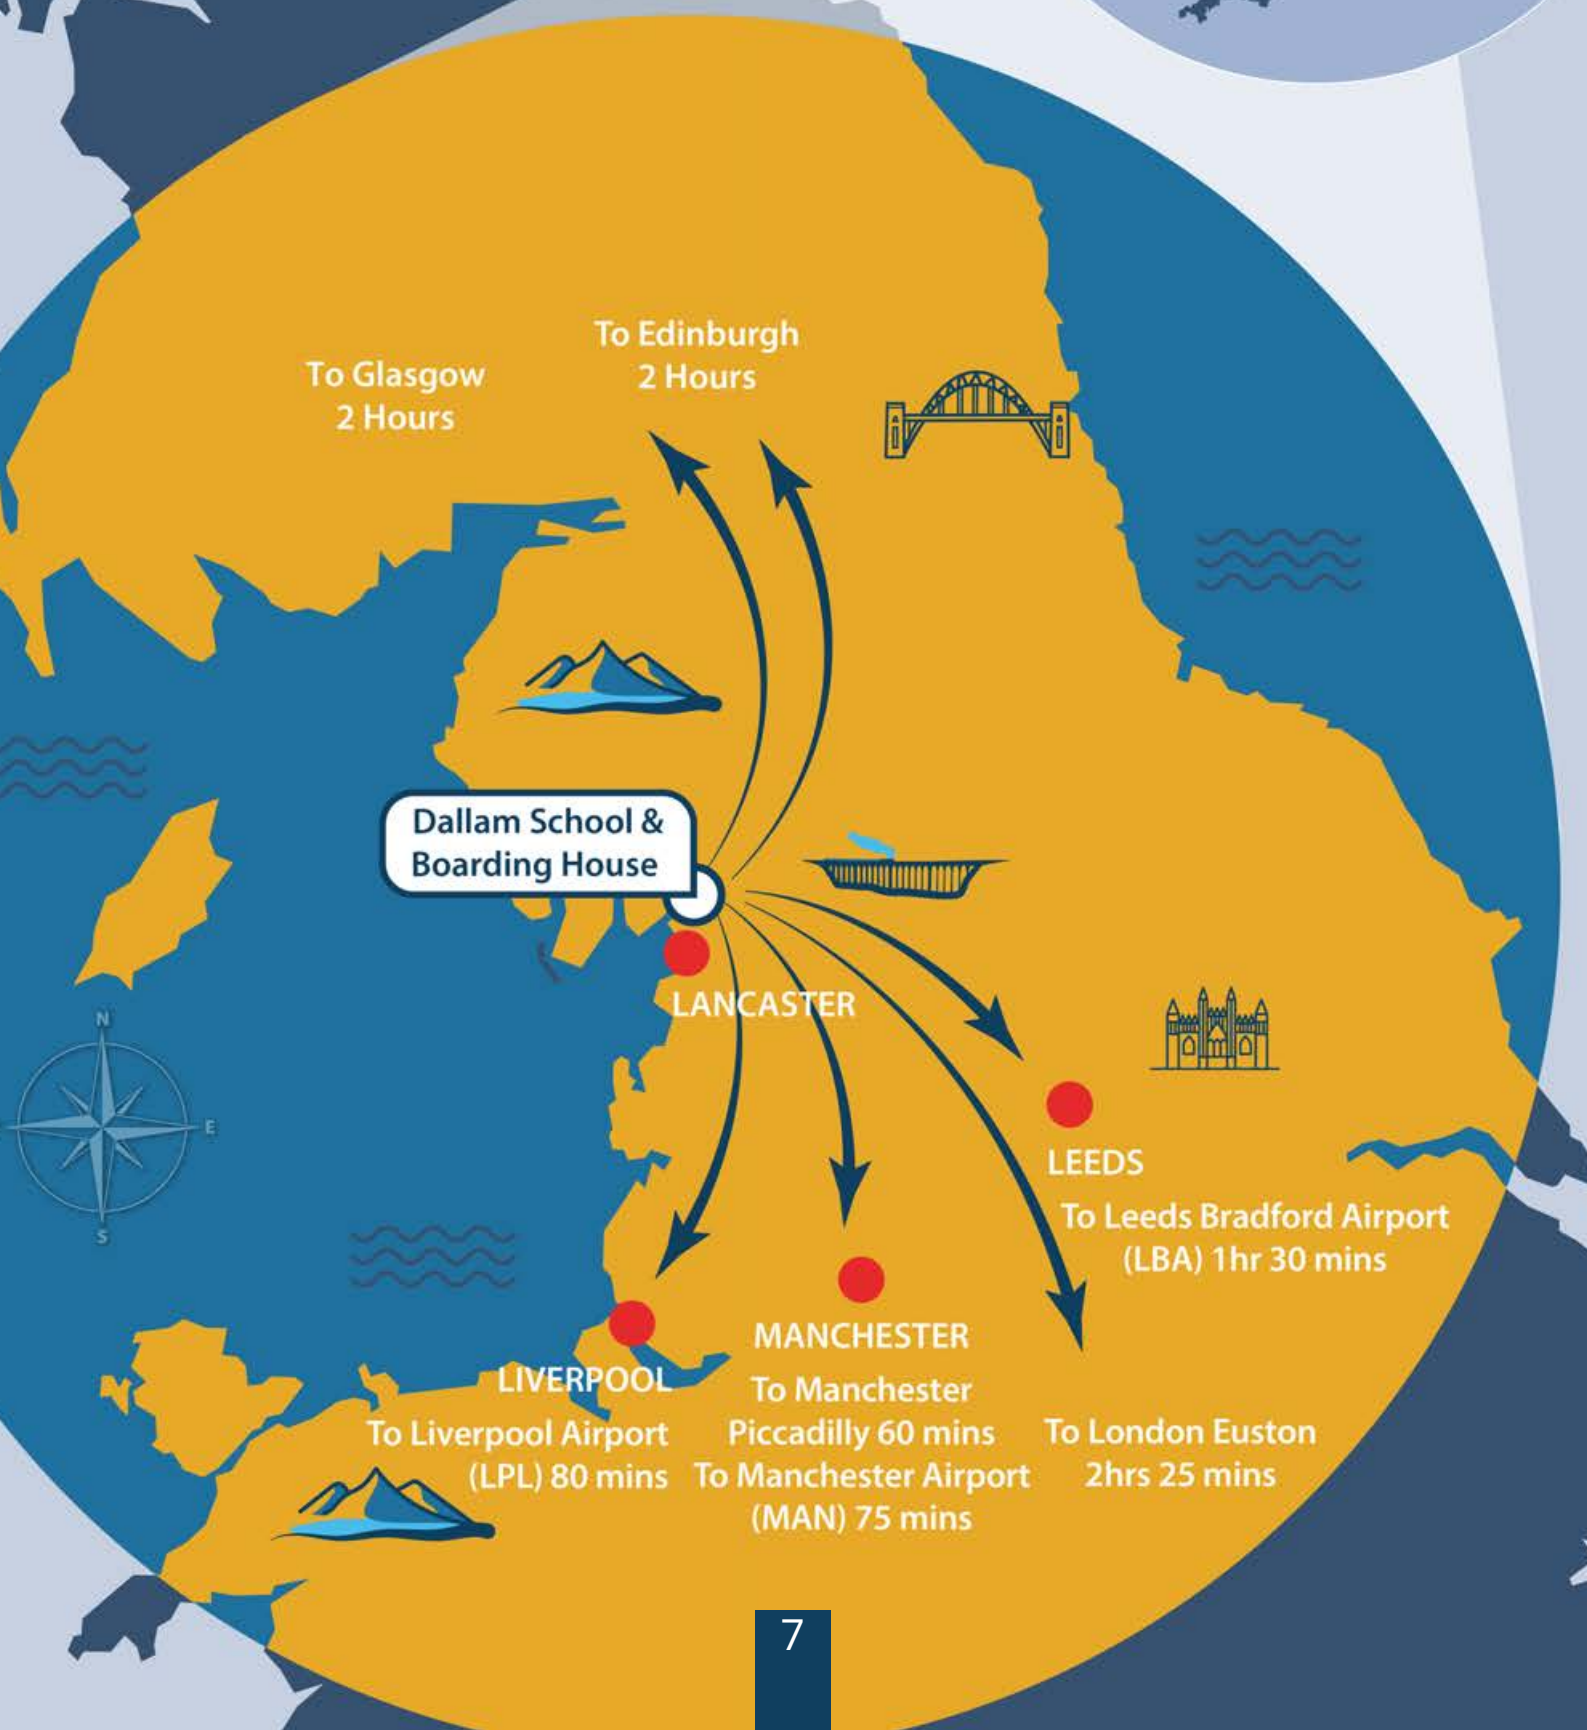 To Edinburgh
2 Hours
To Glasgow
2 Hours
Dallam School &
Boarding House
LANCASTER
N
E
S
LEEDS
To Leeds Bradford Airport
(LBA) 1hr 30 mins
LIVERPOOL
To Liverpool Airport
(LPL) 80 mins
MANCHESTER
To Manchester
Piccadilly 60 mins
To Manchester Airport
(MAN) 75 mins
To London Euston
2hrs 25 mins
7